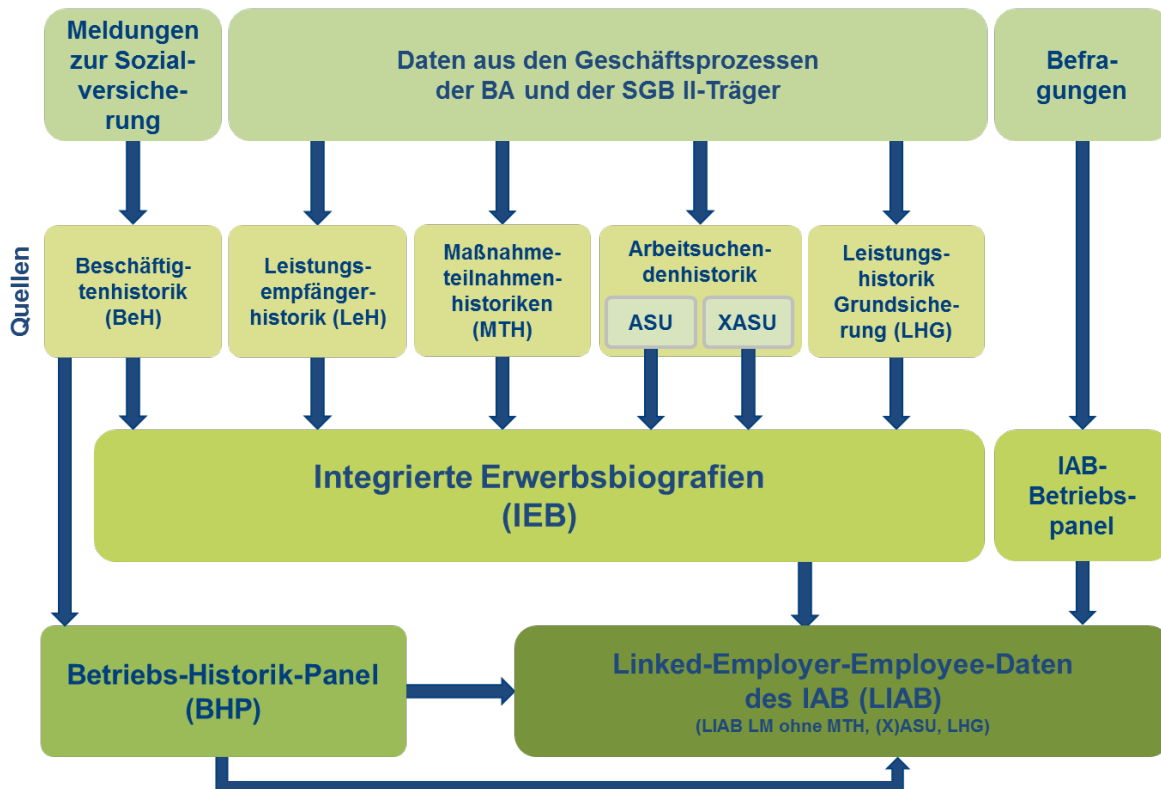 Meldungen
zur Sozial-
versiche-
rung
Daten aus den Geschäftsprozessen
der BA und der SGB II-Träger
Befra-
gungen
Quellen
Beschäftig-
tenhistorik
(BeH)
Leistungs-
empfänger-
historik (LeH)
Maßnahme-
teilnahmen-
historiken
(MTH)
Arbeitsuchen-
denhistorik
ASU
XASU
Leistungs-
historik
Grundsiche-
rung (LHG)
Integrierte Erwerbsbiografien
(IEB)
IAB-
Betriebs-
panel
Betriebs-Historik-Panel
(BHP)
Linked-Employer-Employee-Daten
des IAB (LIAB)
(LIAB LM ohne MTH, (X)ASU, LHG)